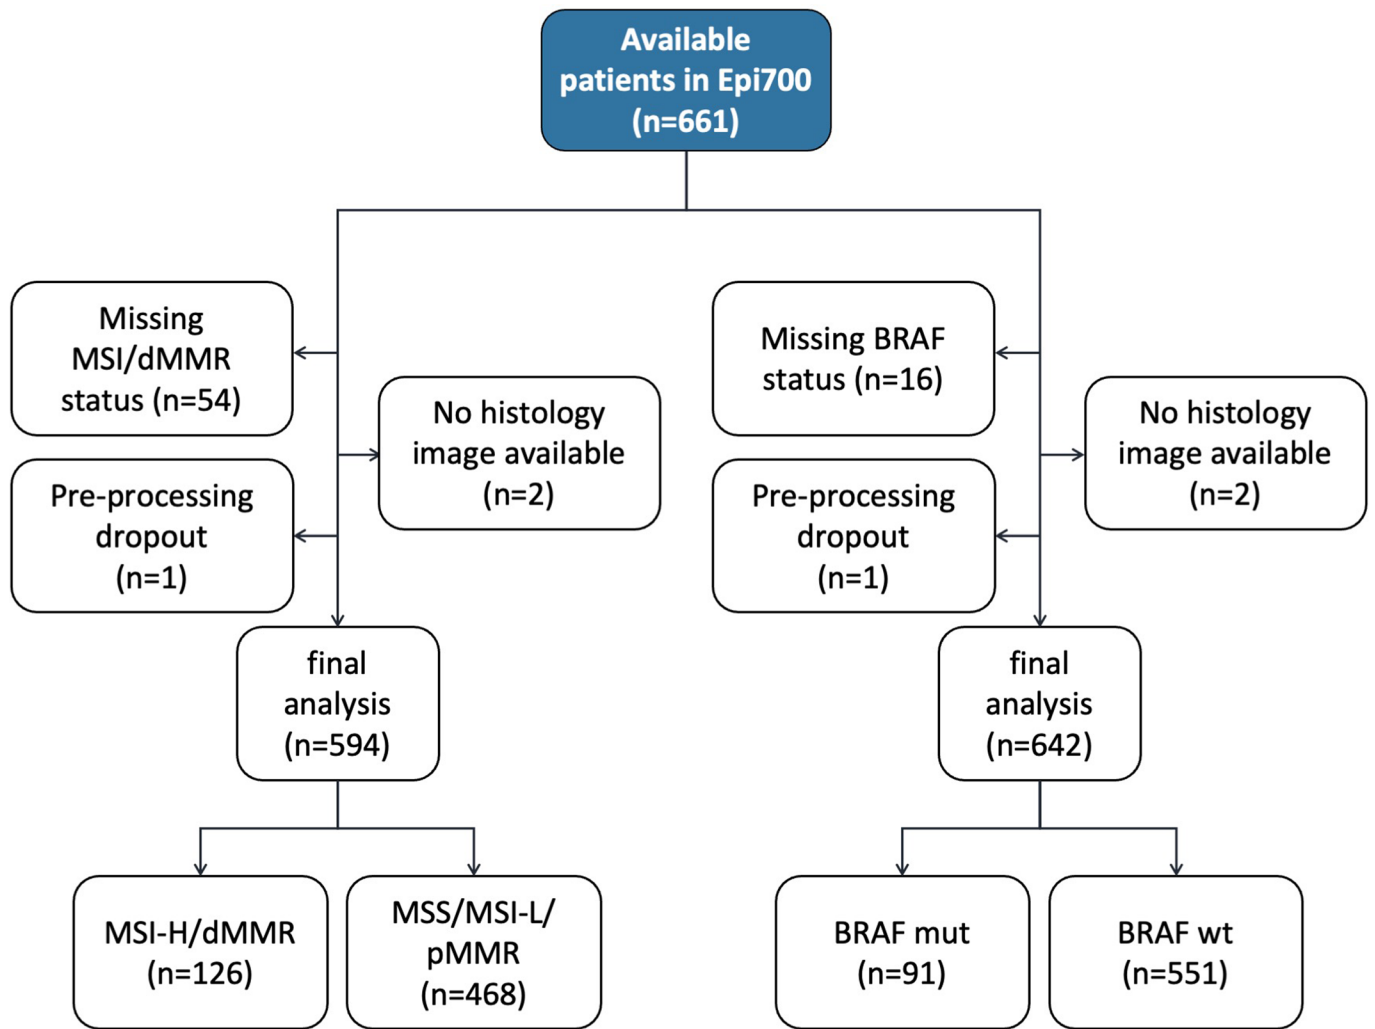 Available
patients in Epi700
(n=661)
Missing
MSI/dMMR
status (n=54)
No histology
image available
(n=2)
Pre-processing
dropout
(n=1)
final
analysis
(n=594)
MSI-H/dMMR
(n=126)
MSS/MSI-L/
pMMR
(n=468)
Missing BRAF
status (n=16)
No histology
image available
(n=2)
Pre-processing
dropout
(n=1)
final
analysis
(n=642)
BRAF mut
(n=91)
BRAF wt
(n=551)